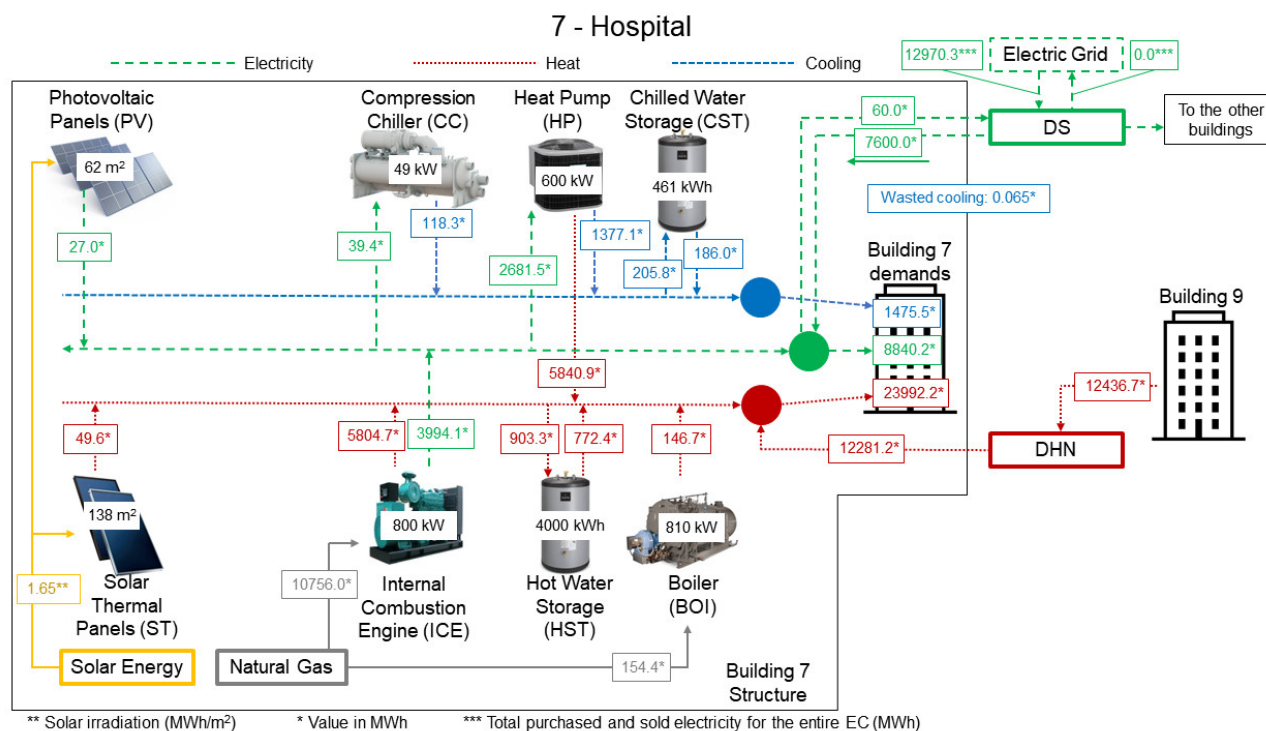 7 - Hospital
Electricity
Heat
Cooling
12970.3***
Electric Grid
0.0***
Photovoltaic
Panels (PV)
Compression
Chiller (CC)
Heat Pump
(HP)
Chilled Water
Storage (CST)
60.0*
DS
To the other
buildings
7600.0*
62 m²
49 kW
600 kW
461 kWh
Wasted cooling: 0.065*
27.0*
39.4*
118.3*
2681.5*
1377.1*
205.8*
186.0*
Building 7
demands
Building 9
1475.5*
8840.2*
23992.2*
5840.9*
12436.7*
49.6*
5804.7*
3994.1*
903.3*
772.4*
146.7*
12281.2*
DHN
138 m²
800 kW
4000 kWh
810 kW
1.65**
Solar
Thermal
Panels (ST)
10756.0*
Internal
Combustion
Engine (ICE)
Hot Water
Storage
(HST)
Boiler
(BOI)
Solar Energy
Natural Gas
154.4*
Building 7
Structure
** Solar irradiation (MWh/m²)
* Value in MWh
*** Total purchased and sold electricity for the entire EC (MWh)